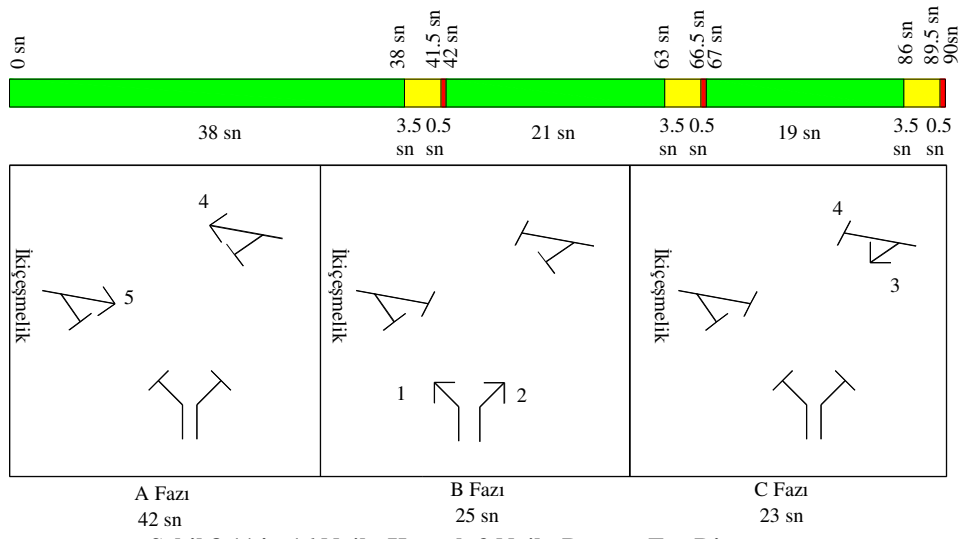 0 sn
38 sn
41.5 sn
42 sn
63 sn
66.5 sn
67 sn
86 sn
89.5 sn
90sn
38 sn
3.5 sn
0.5 sn
21 sn
3.5 sn
0.5 sn
19 sn
3.5 sn
0.5 sn
İkiçeşmelik
4
5
İkiçeşmelik
1
2
İkiçeşmelik
4
3
A Fazı
42 sn
B Fazı
25 sn
C Fazı
23 sn